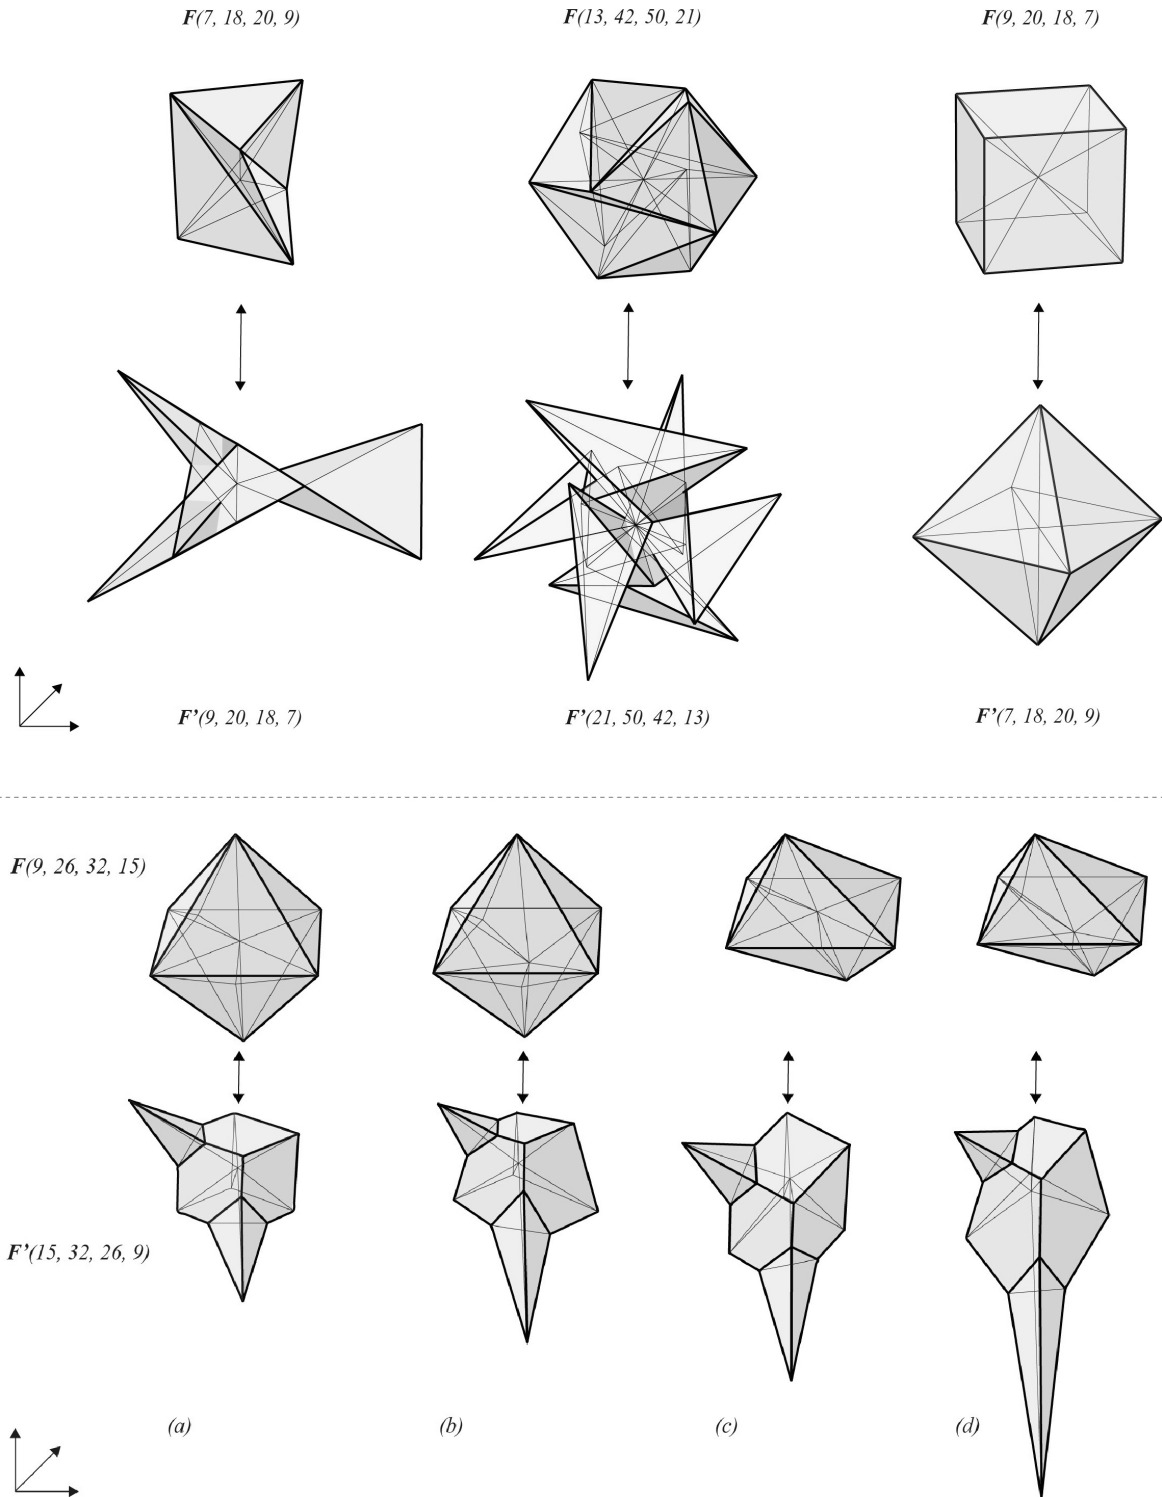 F(7, 18, 20, 9)
F(13, 42, 50, 21)
F(9, 20, 18, 7)
F’(9, 20, 18, 7)
F’(21, 50, 42, 13)
F’(7, 18, 20, 9)
F(9, 26, 32, 15)
F’(15, 32, 26, 9)
(a)
(b)
(c)
(d)